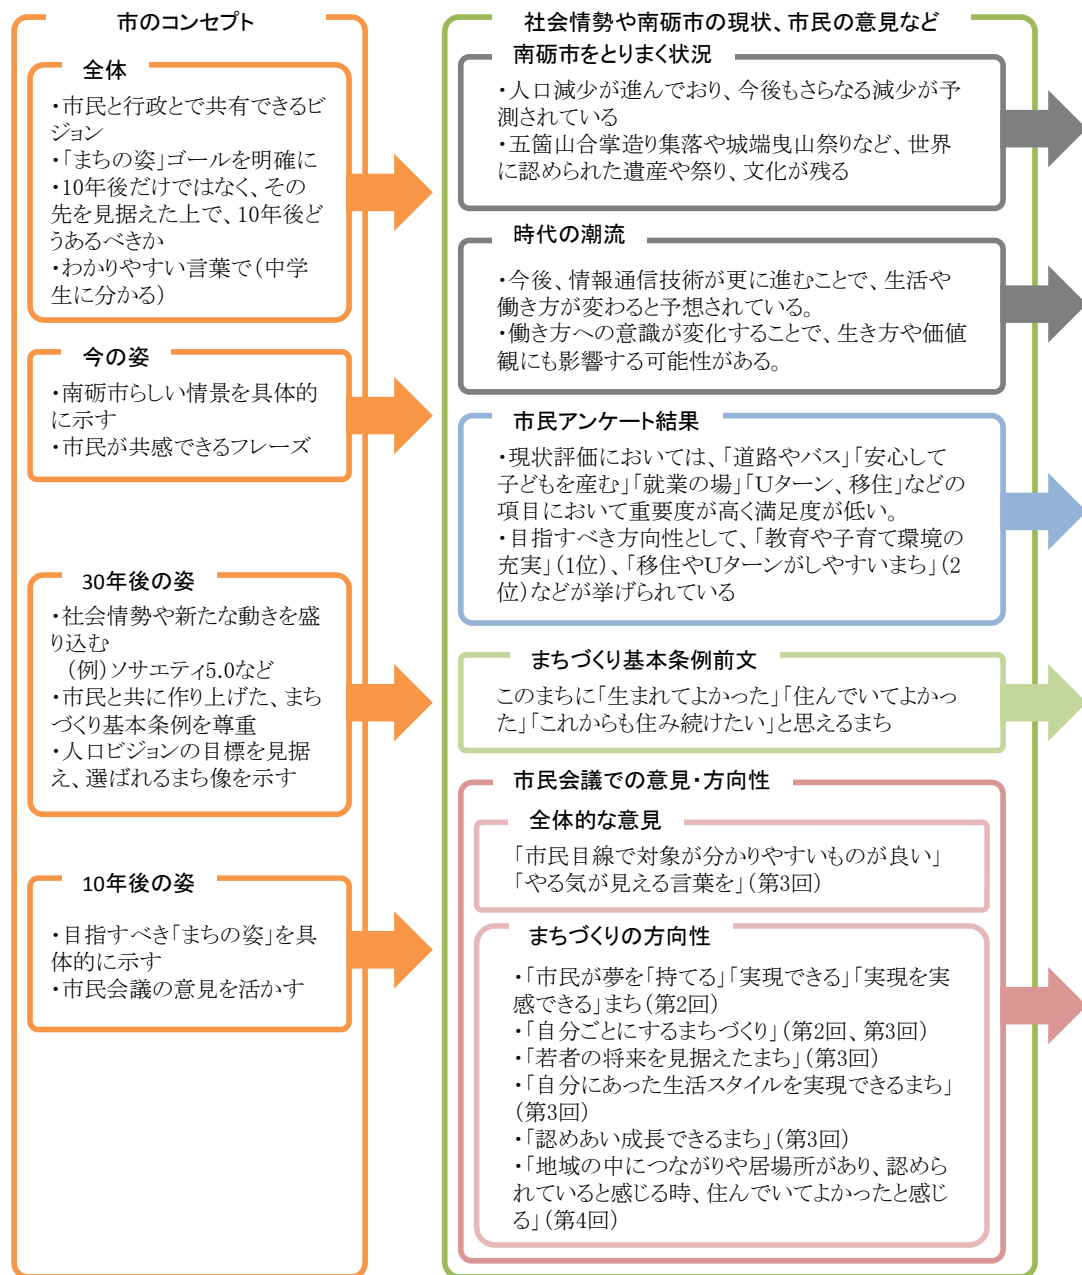 市のコンセプト
全体
・市民と行政とで共有できるビ
ジョン
・「まちの姿」ゴールを明確に
・10年後だけではなく、その
先を見据えた上で、10年後ど
うあるべきか
・わかりやすい言葉で（中学
生に分かる）
今の姿
・南砺市らしい情景を具体的
に示す
・市民が共感できるフレーズ
30年後の姿
・社会情勢や新たな動きを盛
り込む
（例）ソサエティ5.0など
・市民と共に作り上げた、まち
づくり基本条例を尊重
・人口ビジョンの目標を見据
え、選ばれるまち像を示す
10年後の姿
・目指すべき「まちの姿」を具
体的に示す
・市民会議の意見を活かす
社会情勢や南砺市の現状、市民の意見など
南砺市をとりまく状況
・人口減少が進んでおり、今後もさらなる減少が予
測されている
・五箇山合掌造り集落や城端曳山祭りなど、世界
に認められた遺産や祭り、文化が残る
時代の潮流
・今後、情報通信技術が更に進むことで、生活や
働き方が変わると予想されている。
・働き方への意識が変化することで、生き方や価値
観にも影響する可能性がある。
市民アンケート結果
・現状評価においては、「道路やバス」「安心して
子どもを産む」「就業の場」「Uターン、移住」などの
項目において重要度が高く満足度が低い。
・目指すべき方向性として、「教育や子育て環境の
充実」（1位）、「移住やUターンがしやすいまち」（2
位）などが挙げられている
まちづくり基本条例前文
このまちに「生まれてよかった」「住んでいてよかっ
た」「これからも住み続けたい」と思えるまち
市民会議での意見・方向性
全体的な意見
「市民目線で対象が分かりやすいものが良い」
「やる気が見える言葉を」（第3回）
まちづくりの方向性
・「市民が夢を「持てる」「実現できる」「実現を実
感できる」まち（第2回）
・「自分ごとにするまちづくり」（第2回、第3回）
・「若者の将来を見据えたまち」（第3回）
・「自分にあった生活スタイルを実現できるまち」
（第3回）
・「認めあい成長できるまち」（第3回）
・「地域の中につながりや居場所があり、認めら
れていると感じる時、住んでいてよかったと感じ
る」（第4回）